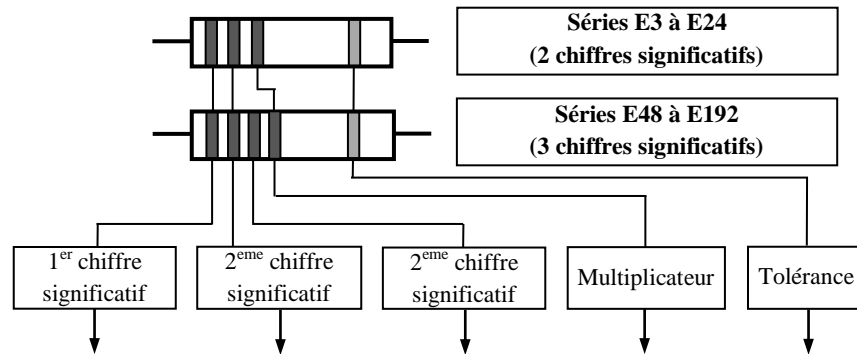 Séries E3 à E24
(2 chiffres significatifs)
Séries E48 à E192
(3 chiffres significatifs)
1er chiffre
significatif
2eme chiffre
significatif
2eme chiffre
significatif
Multiplicateur
Tolérance